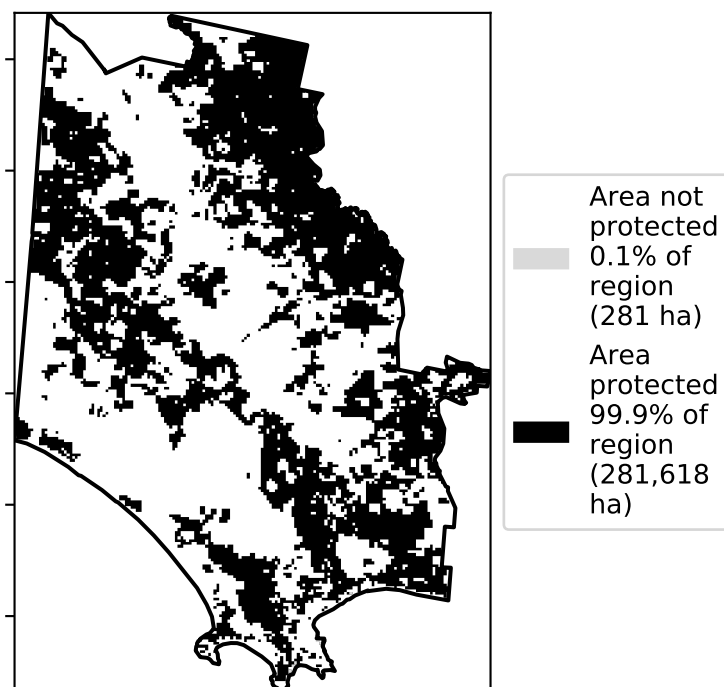 Area not
protected
0.1% of
region
(281 ha)
Area
protected
99.9% of
region
(281,618
ha)